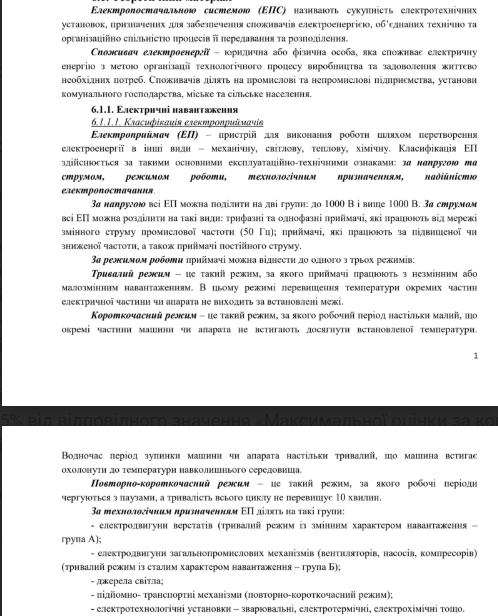 Електропостачальною системою (ЕПС) називають сукупність електротехнічних
установок, призначених для забезпечення споживачів електроенергією, об’єднаних технічно та
організаційно спільністю процесів її передавання та розподілення.
Споживач електроенергії – юридична або фізична особа, яка споживає електричну
енергію з метою організації технологічного процесу виробництва та задоволення життєво
необхідних потреб. Споживачів ділять на промислові та непромислові підприємства, установи
комунального господарства, міське та сільське населення.
6.1.1. Електричні навантаження
6.1.1.1. Класифікація електроприймачів
Електроприймач (ЕП) – пристрій для виконання роботи шляхом перетворення
електроенергії в інші види – механічну, світлову, теплову, хімічну. Класифікація ЕП
здійснюється за такими основними експлуатаційно-технічними ознаками: за напругою та
струмом, режимом роботи, технологічним призначенням, надійністю
електропостачання.
За напругою всі ЕП можна поділити на дві групи: до 1000 В і вище 1000 В. За струмом
всі ЕП можна розділити на такі види: трифазні та однофазні приймачі, які працюють від мережі
змінного струму промислової частоти (50 Гц); приймачі, які працюють за підвищеної чи
зниженої частоти, а також приймачі постійного струму.
За режимом роботи приймачі можна віднести до одного з трьох режимів:
Тривалий режим – це такий режим, за якого приймачі працюють з незмінним або
малозмінним навантаженням. В цьому режимі перевищення температури окремих частин
електричної частини чи апарата не виходить за встановлені межі.
Короткочасний режим – це такий режим, за якого робочий період настільки малий, що
окремі частини машини чи апарата не встигають досягнути встановленої температури.
1
5% від відповідного значення «Максимальної оцінки за ко
Водночас період зупинки машини чи апарата настільки тривалий, що машина встигає
охолонути до температури навколишнього середовища.
Повторно-короткочасний режим – це такий режим, за якого робочі періоди
чергуються з паузами, а тривалість всього циклу не перевищує 10 хвилин.
За технологічним призначенням ЕП ділять на такі групи:
- електродвигуни верстатів (тривалий режим із змінним характером навантаження –
група А);
- електродвигуни загальнопромислових механізмів (вентиляторів, насосів, компресорів)
(тривалий режим із сталим характером навантаження – група Б);
- джерела світла;
- підйомно- транспортні механізми (повторно-короткочасний режим);
- електротехнологічні установки – зварювальні, електротермічні, електрохімічні тощо.